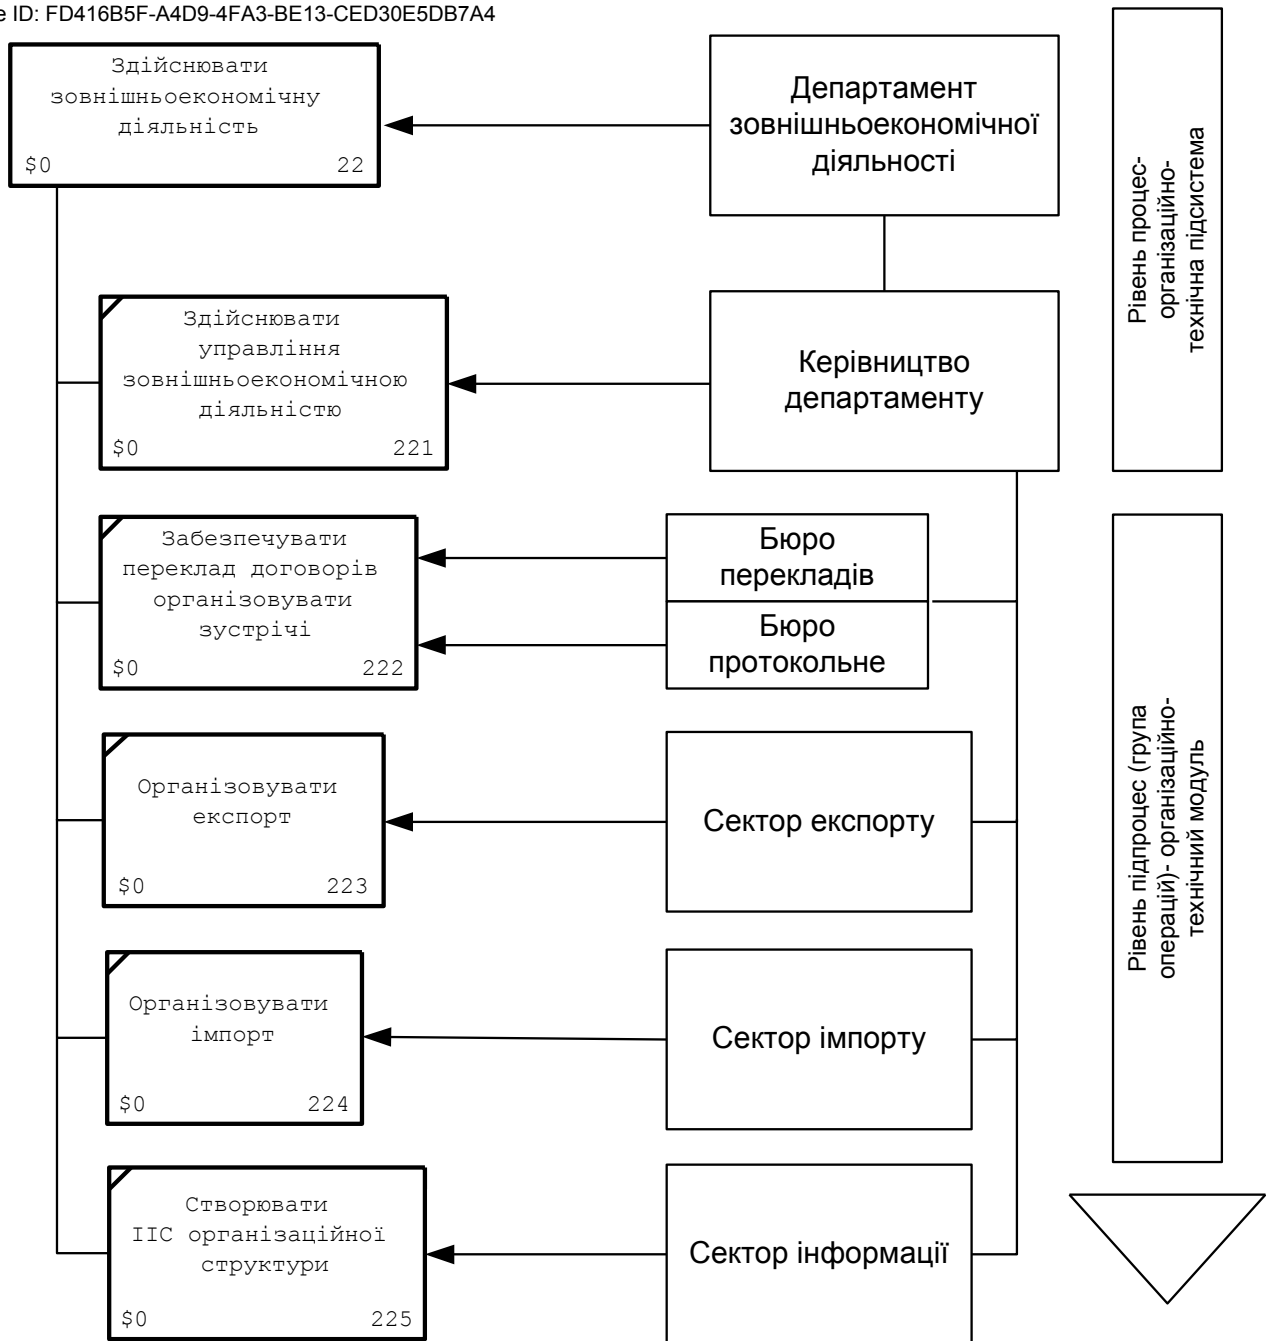 e ID: FD416B5F-A4D9-4FA3-BE13-CED30E5DB7A4
Здійснювати
зовнішньоекономічну
діяльність
$0 22
Департамент
зовнішньоекономічної
діяльності
Рівень процес-
організаційно-
технічна підсистема
Здійснювати
управління
зовнішньоекономічною
діяльністю
$0 221
Керівництво
департаменту
Забезпечувати
переклад договорів
організовувати
зустрічі
$0 222
Бюро
перекладів
Бюро
протокольне
Рівень підпроцес (група
операцій)- організаційно-
технічний модуль
Організовувати
експорт
$0 223
Сектор експорту
Організовувати
імпорт
$0 224
Сектор імпорту
Створювати
ІІС організаційної
структури
$0 225
Сектор інформації